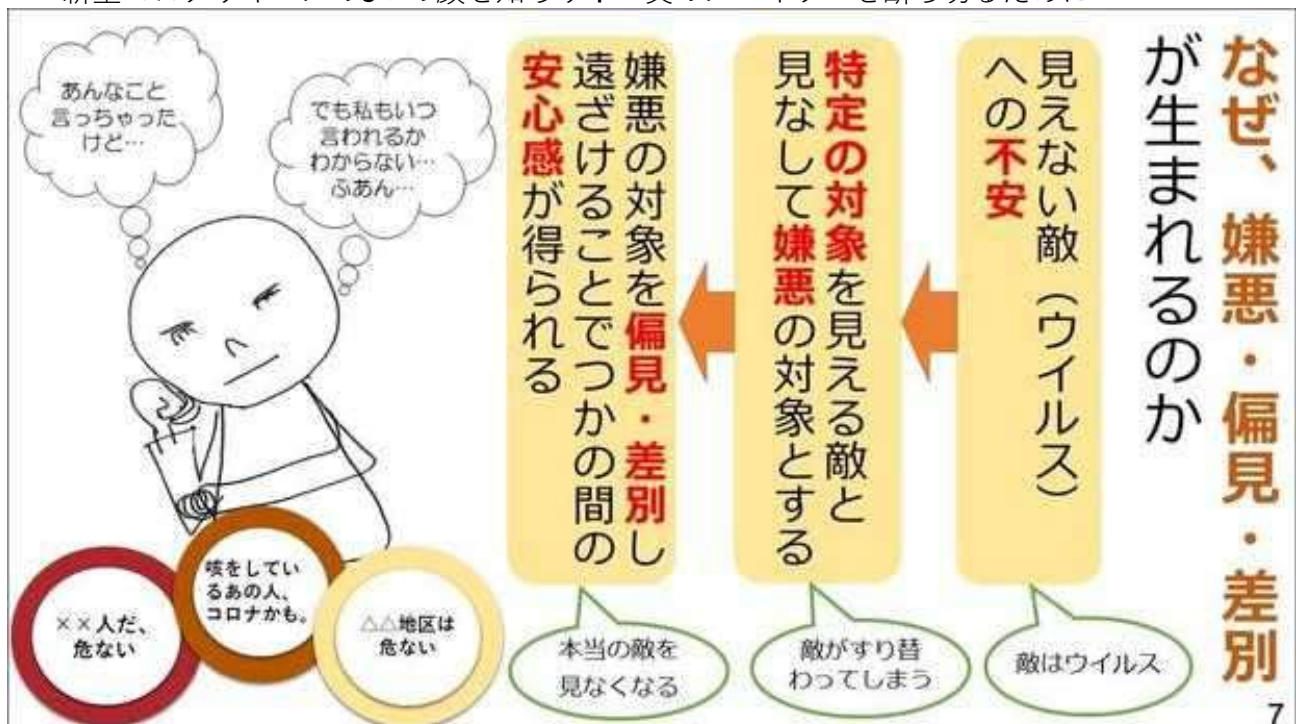 なぜ、嫌悪・偏見・差別
が生まれるのか
見えない敵（ウイルス）
への不安
特定の対象を見える敵と
見なして嫌悪の対象とする
嫌悪の対象を偏見・差別し
遠ざけることでつかの間の
安心感が得られる
敵はウイルス
敵がすり替
わってしまう
本当の敵を
見なくなる
あんなこと
言っちゃった
けど…
でも私もいつ
言われるか
わからない…
ふあん…
××人だ、
危ない
咳をしてい
るあの人、
コロナかも。
△△地区は
危ない
7